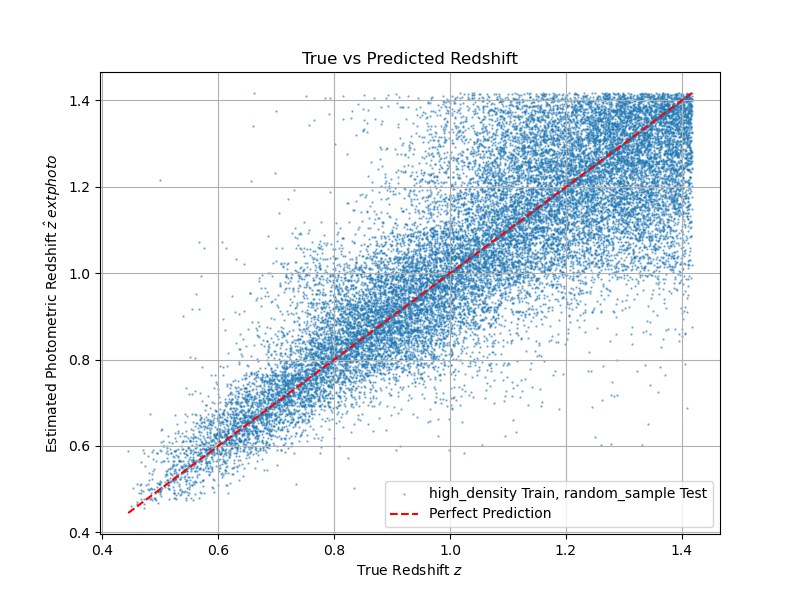 True vs Predicted Redshift
Estimated Photometric Redshift ẑ extphoto
1.4
1.2
1.0
0.8
0.6
0.4
high_density Train, random_sample Test
Perfect Prediction
0.4 0.6 0.8 1.0 1.2 1.4
True Redshift z